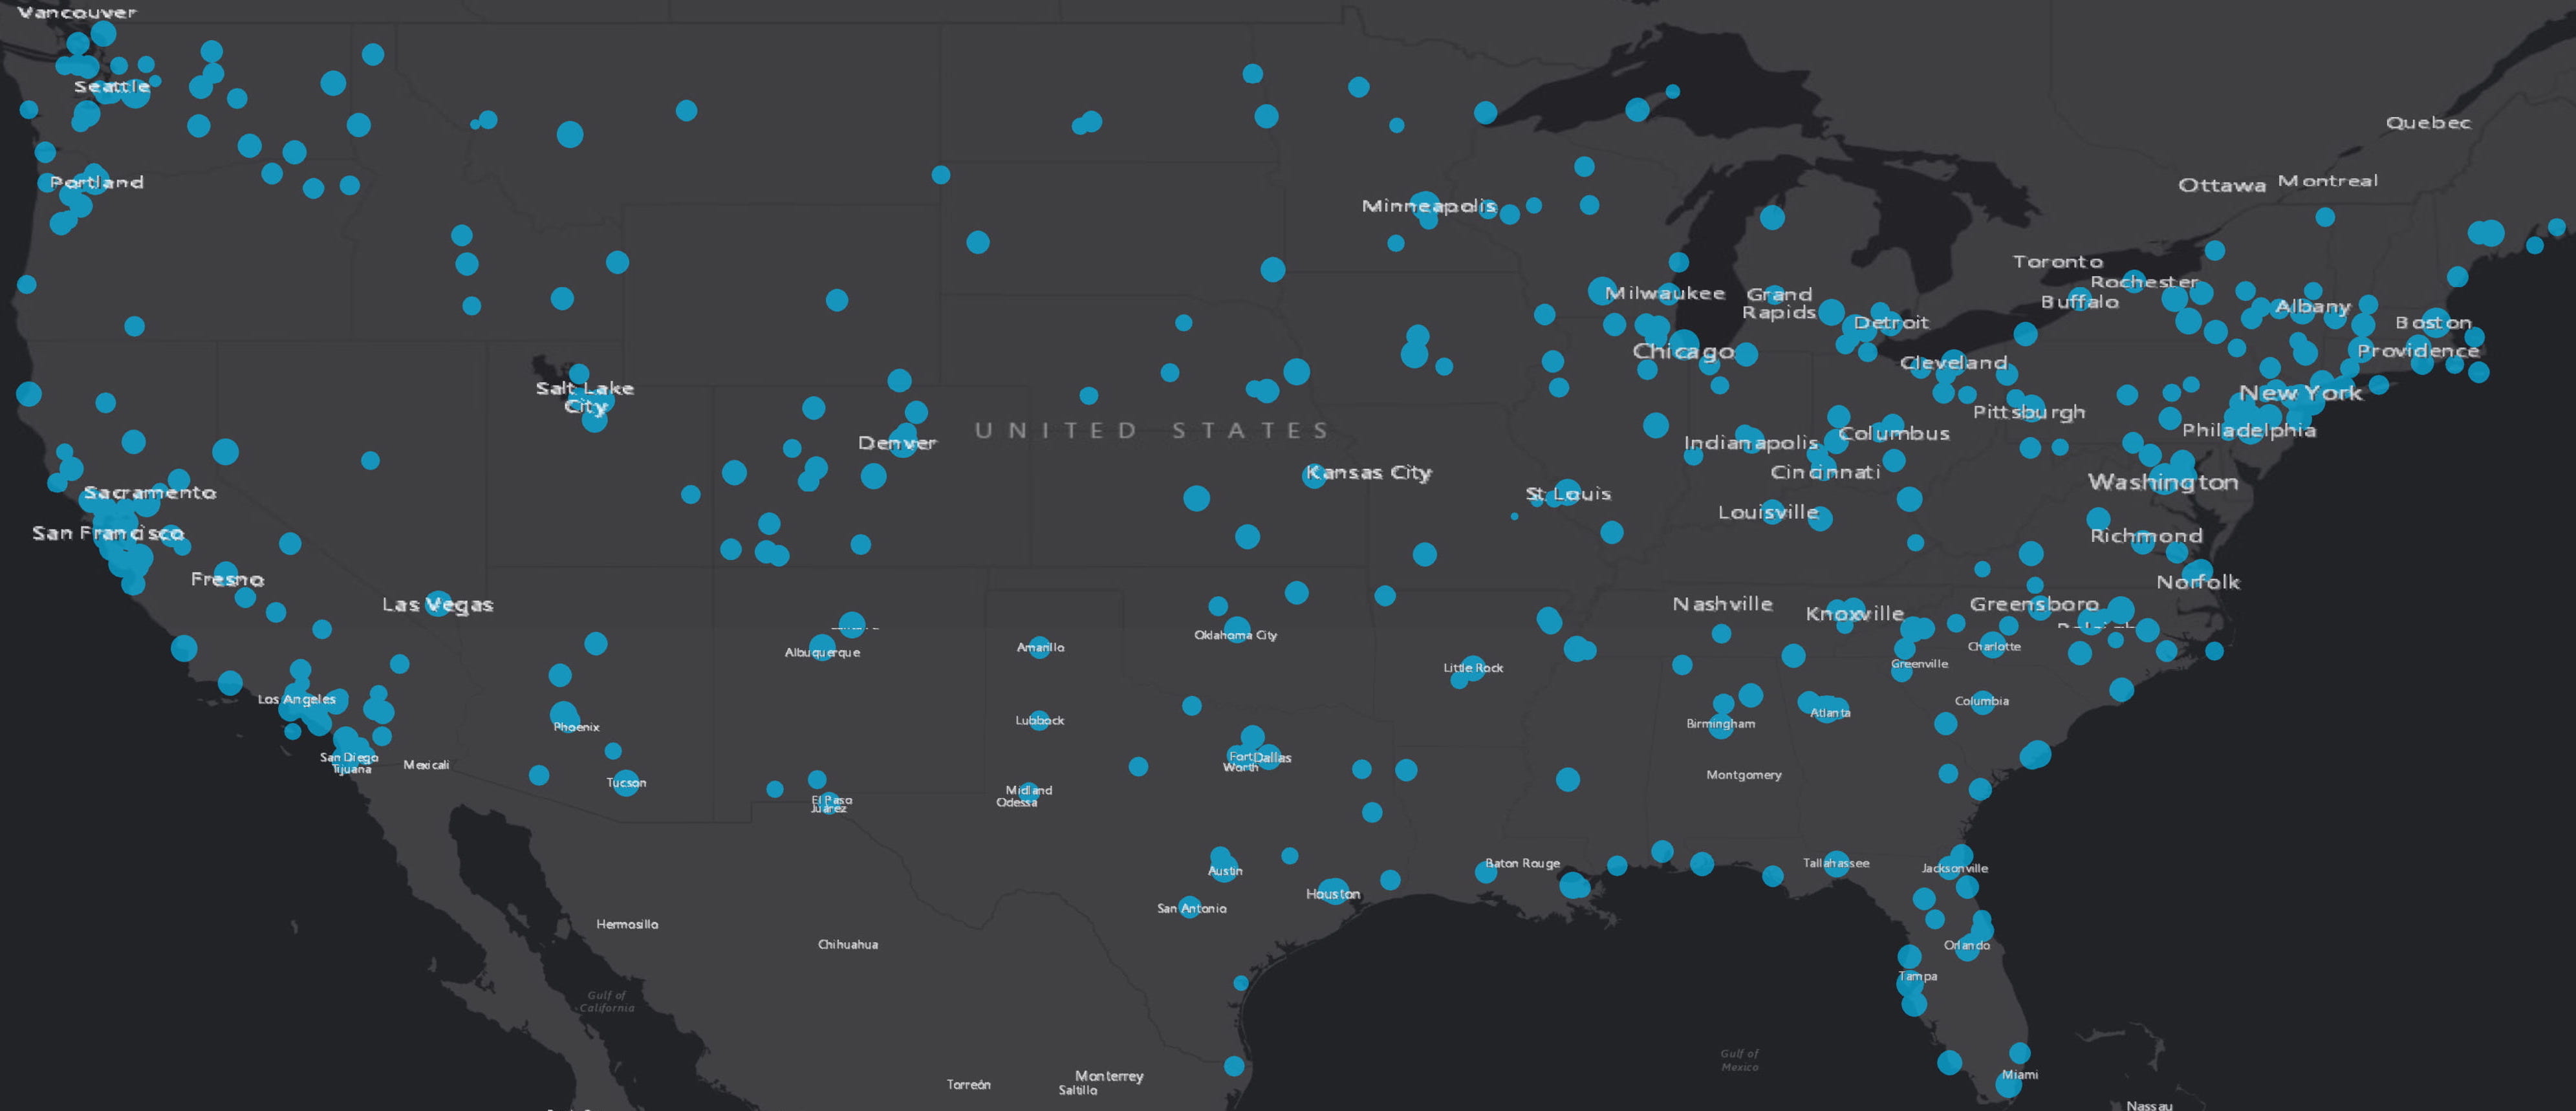 Vancouver
Seattle
Quebec
Portland
Ottawa
Montreal
Minneapolis
Toronto
Rochester
Buffalo
Milwaukee
Grand
Rapids
Albany
Detroit
Boston
Chicago
Providence
Cleveland
Salt Lake
City
New York
Pittsburgh
UNITED STATES
Philadelphia
Denver
Indianapolis
Columbus
Kansas City
Cincinnati
Washington
Sacramento
St Louis
Louisville
San Francisco
Richmond
Fresno
Norfolk
Las Vegas
Nashville
Knoxville
Greensboro
Raleigh
Oklahoma City
Albuquerque
Amarillo
Charlotte
Little Rock
Greenville
Los Angeles
Columbia
Phoenix
Lubbock
Birmingham
Atlanta
San Diego
Tijuana
Mexicali
Fort
Worth
Dallas
Tucson
Montgomery
Midland
Odessa
El Paso
Juárez
Austin
Baton Rouge
Tallahassee
Jacksonville
Houston
San Antonio
Hermosillo
Chihuahua
Orlando
Tampa
Gulf of
California
Gulf of
Mexico
Torreón
Monterrey
Saltillo
Miami
Nassau